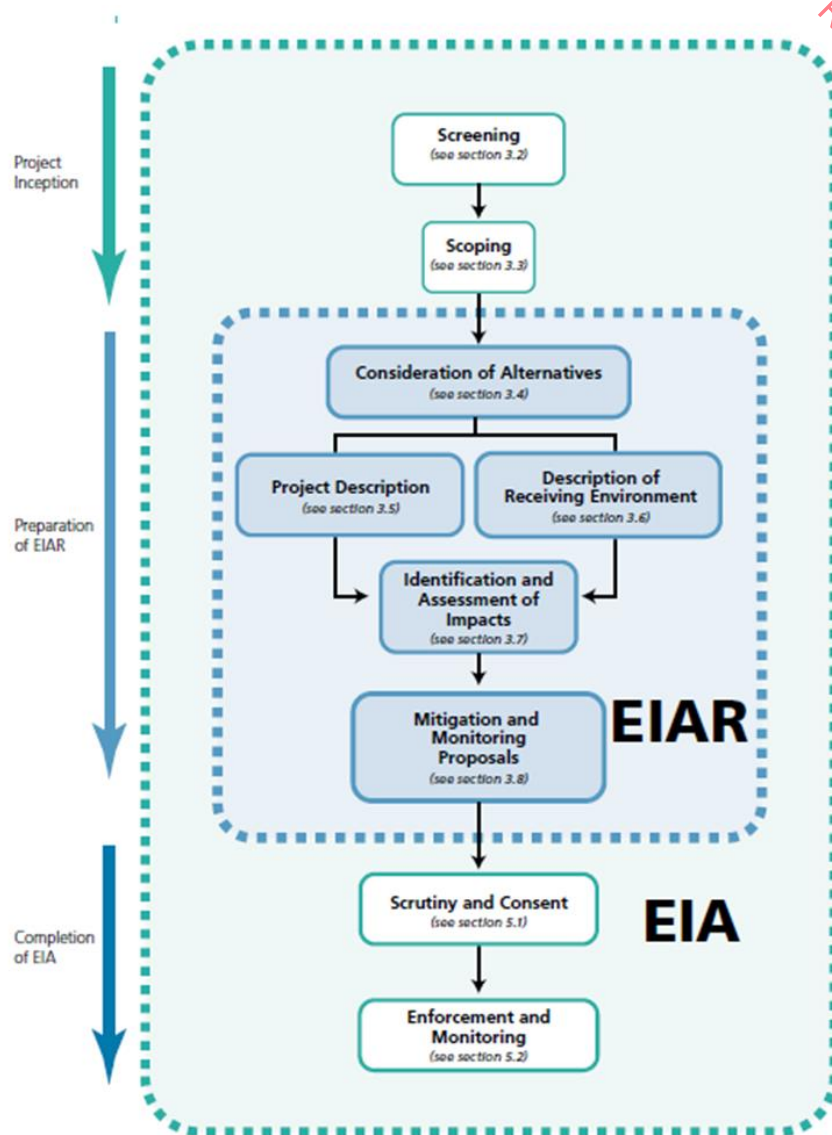 Project
Inception
Screening
(see section 3.2)
Scoping
(see section 3.3)
Consideration of Alternatives
(see section 3.4)
Preparation
of EIAR
Project Description
(see section 3.5)
Description of
Receiving Environment
(see section 3.6)
Identification and
Assessment of
Impacts
(see section 3.7)
Mitigation and
Monitoring
Proposals
(see section 3.8)
EIAR
Completion
of EIA
Scrutiny and Consent
(see section 5.1)
EIA
Enforcement and
Monitoring
(see section 5.2)